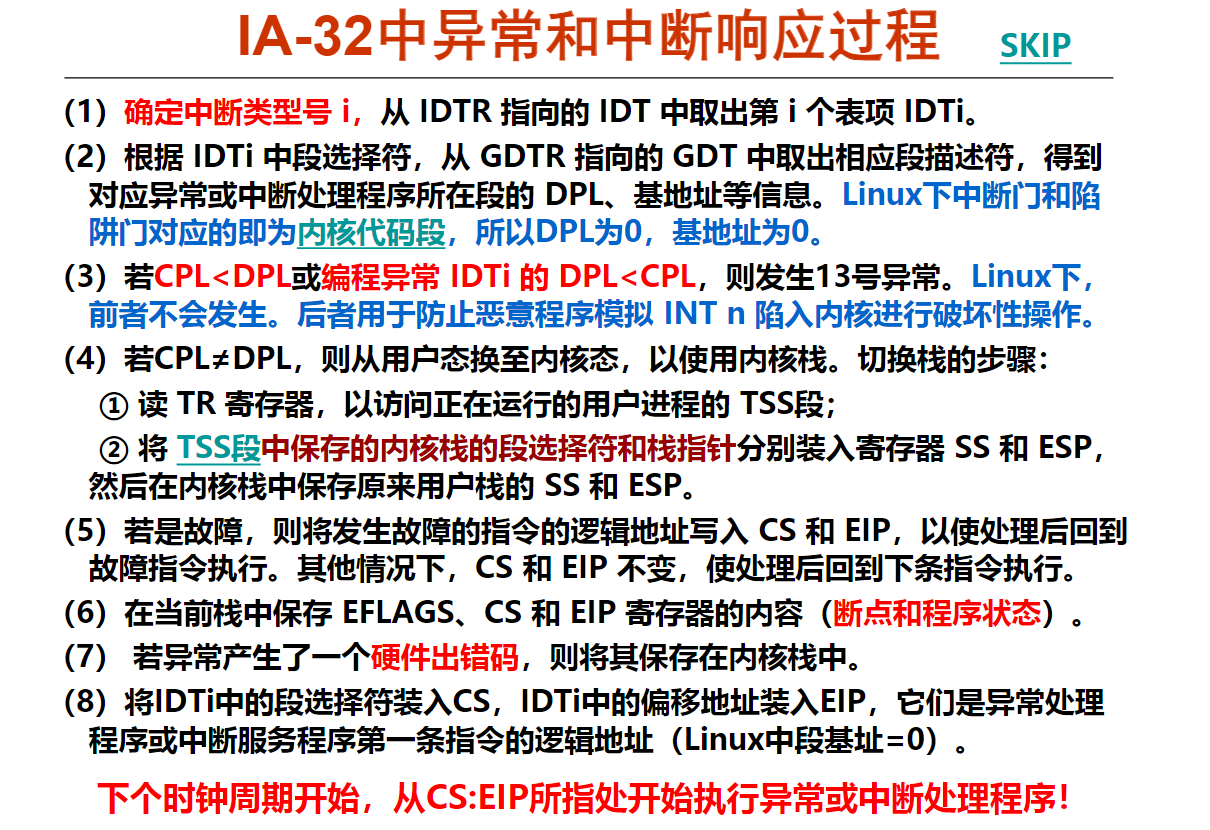 IA-32中异常和中断响应过程 SKIP
(1) 确定中断类型号 i，从 IDTR 指向的 IDT 中取出第 i 个表项 IDTi。
(2) 根据 IDTi 中段选择符，从 GDTR 指向的 GDT 中取出相应段描述符，得到
对应异常或中断处理程序所在段的 DPL、基地址等信息。Linux下中断门和陷
阱门对应的即为内核代码段，所以DPL为0，基地址为0。
(3) 若CPL<DPL或编程异常 IDTi 的 DPL<CPL，则发生13号异常。Linux下，
前者不会发生。后者用于防止恶意程序模拟 INT n 陷入内核进行破坏性操作。
(4) 若CPL≠DPL，则从用户态换至内核态，以使用内核栈。切换栈的步骤：
① 读 TR 寄存器，以访问正在运行的用户进程的 TSS段；
② 将 TSS段中保存的内核栈的段选择符和栈指针分别装入寄存器 SS 和 ESP，
然后在内核栈中保存原来用户栈的 SS 和 ESP。
(5) 若是故障，则将发生故障的指令的逻辑地址写入 CS 和 EIP，以使处理后回到
故障指令执行。其他情况下，CS 和 EIP 不变，使处理后回到下条指令执行。
(6) 在当前栈中保存 EFLAGS、CS 和 EIP 寄存器的内容（断点和程序状态）。
(7) 若异常产生了一个硬件出错码，则将其保存在内核栈中。
(8) 将IDTi中的段选择符装入CS，IDTi中的偏移地址装入EIP，它们是异常处理
程序或中断服务程序第一条指令的逻辑地址（Linux中段基址=0）。
下个时钟周期开始，从CS:EIP所指处开始执行异常或中断处理程序！